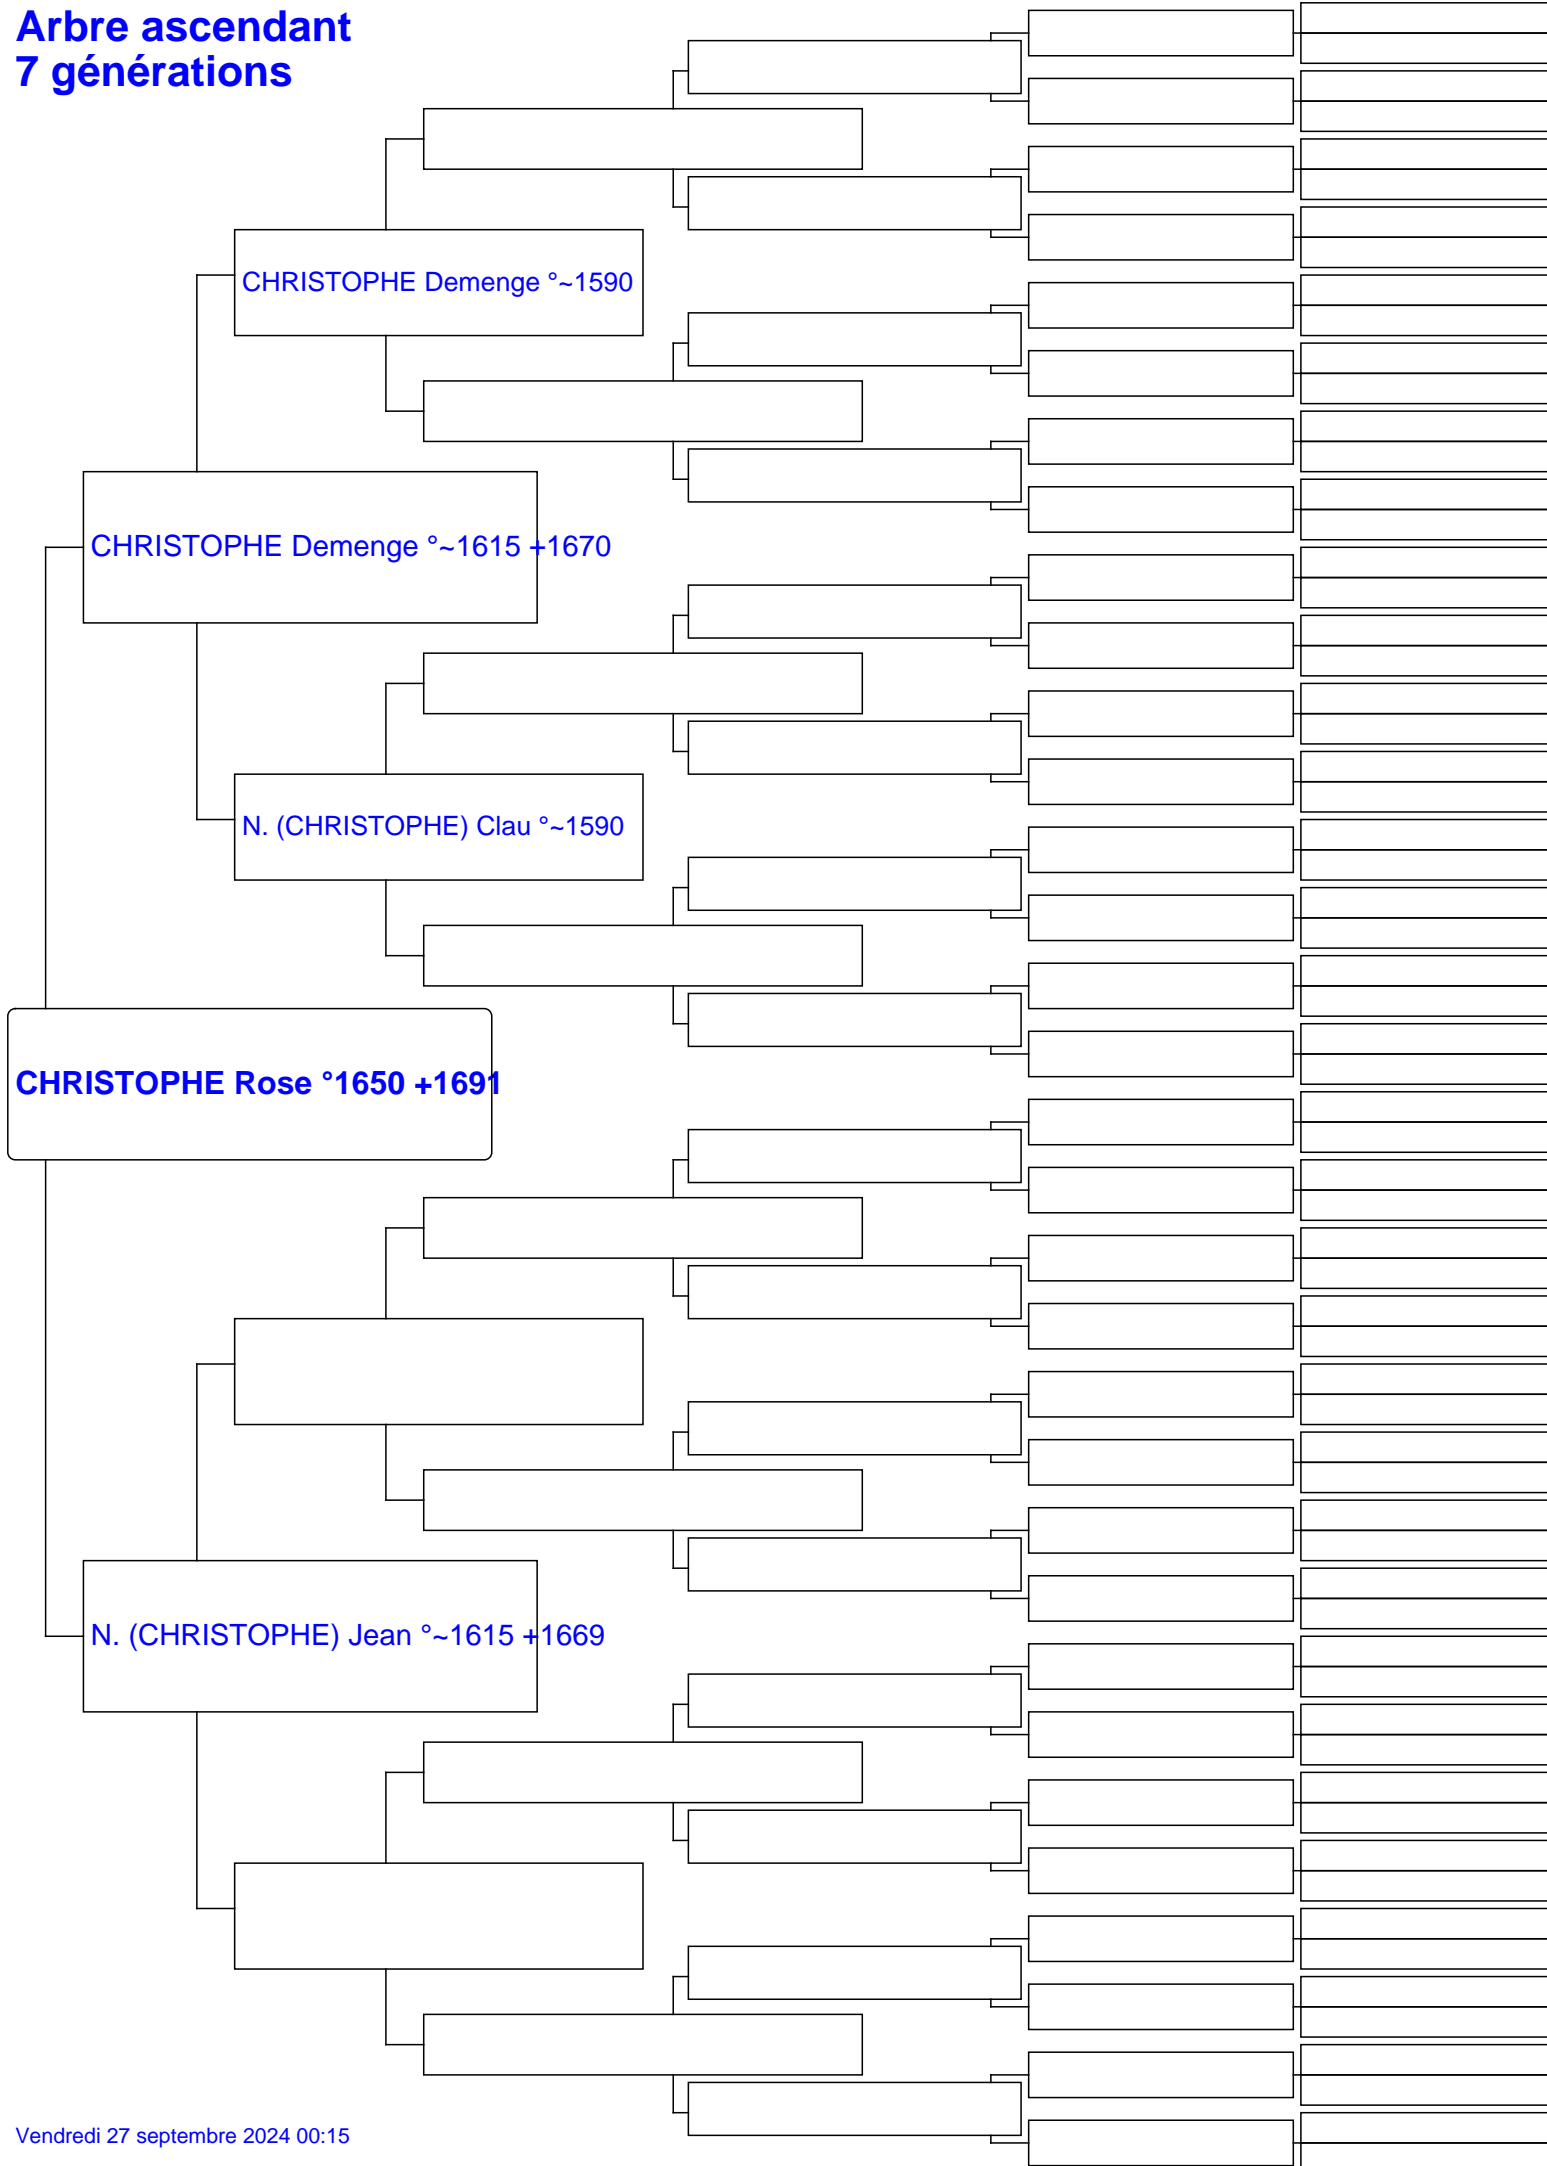 Arbre ascendant
7 générations
CHRISTOPHE Demenge °~1590
CHRISTOPHE Demenge °~1615 +1670
N. (CHRISTOPHE) Clau °~1590
CHRISTOPHE Rose °1650 +1691
N. (CHRISTOPHE) Jean °~1615 +1669
Vendredi 27 septembre 2024 00:15